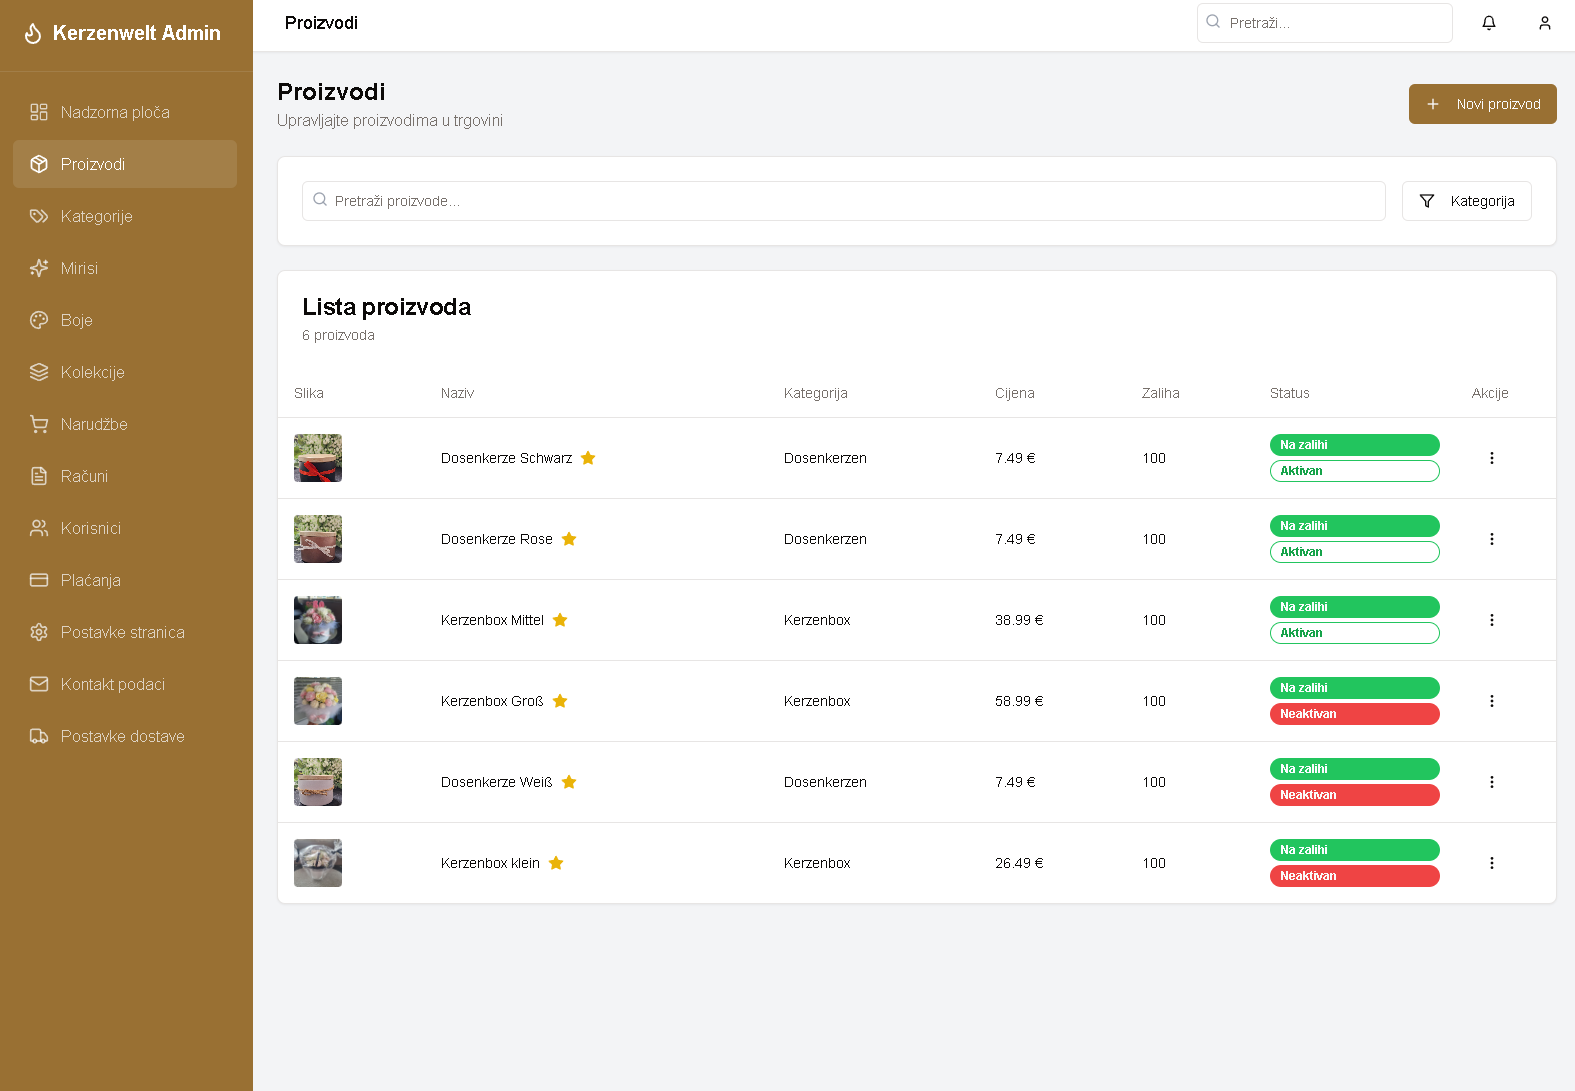 Kerzenwelt Admin
Nadzorna ploča
Proizvodi
Kategorije
Mirisi
Boje
Kolekcije
Narudžbe
Računi
Korisnici
Plaćanja
Postavke stranica
Kontakt podaci
Postavke dostave
Proizvodi
Pretraži...
Proizvodi
Upravljajte proizvodima u trgovini
Novi proizvod
Pretraži proizvode...
Kategorija
Lista proizvoda
6 proizvoda
Slika Naziv Kategorija Cijena Zaliha Status Akcije
Dosenkerze Schwarz Dosenkerzen 7.49 € 100 Na zalihi
Aktivan
Dosenkerze Rose Dosenkerzen 7.49 € 100 Na zalihi
Aktivan
Kerzenbox Mittel Kerzenbox 38.99 € 100 Na zalihi
Aktivan
Kerzenbox Groß Kerzenbox 58.99 € 100 Na zalihi
Neaktivan
Dosenkerze Weiß Dosenkerzen 7.49 € 100 Na zalihi
Neaktivan
Kerzenbox klein Kerzenbox 26.49 € 100 Na zalihi
Neaktivan